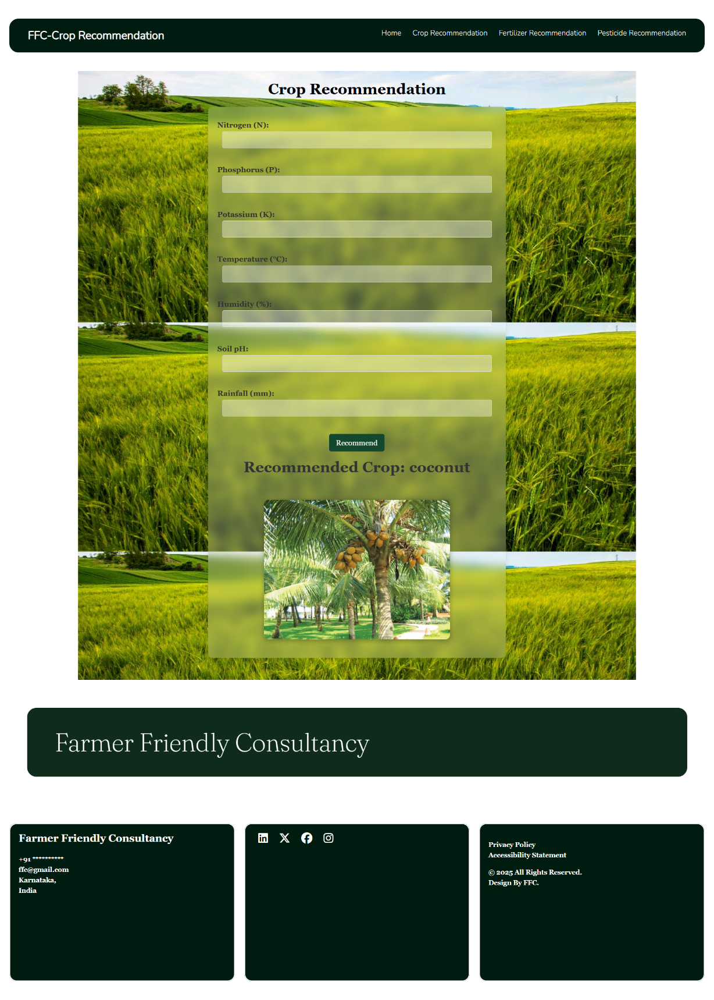 FFC-Crop Recommendation
Home Crop Recommendation Fertilizer Recommendation Pesticide Recommendation
Crop Recommendation
Nitrogen (N):
Phosphorus (P):
Potassium (K):
Temperature (°C):
Humidity (%):
Soil pH:
Rainfall (mm):
Recommend
Recommended Crop: coconut
Farmer Friendly Consultancy
Farmer Friendly Consultancy
+91 **********
ffc@gmail.com
Karnataka,
India
Privacy Policy
Accessibility Statement
© 2025 All Rights Reserved.
Design By FFC.